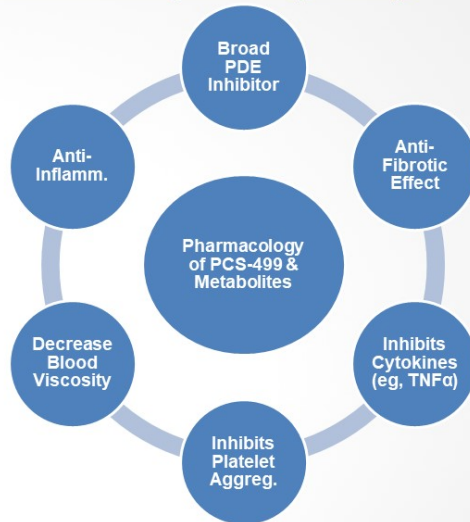 Broad
PDE
Inhibitor
Anti-
Fibrotic
Effect
Inhibits
Cytokines
(eg, TNFα)
Inhibits
Platelet
Aggreg.
Decrease
Blood
Viscosity
Anti-
Inflamm.
Pharmacology
of PCS-499 &
Metabolites